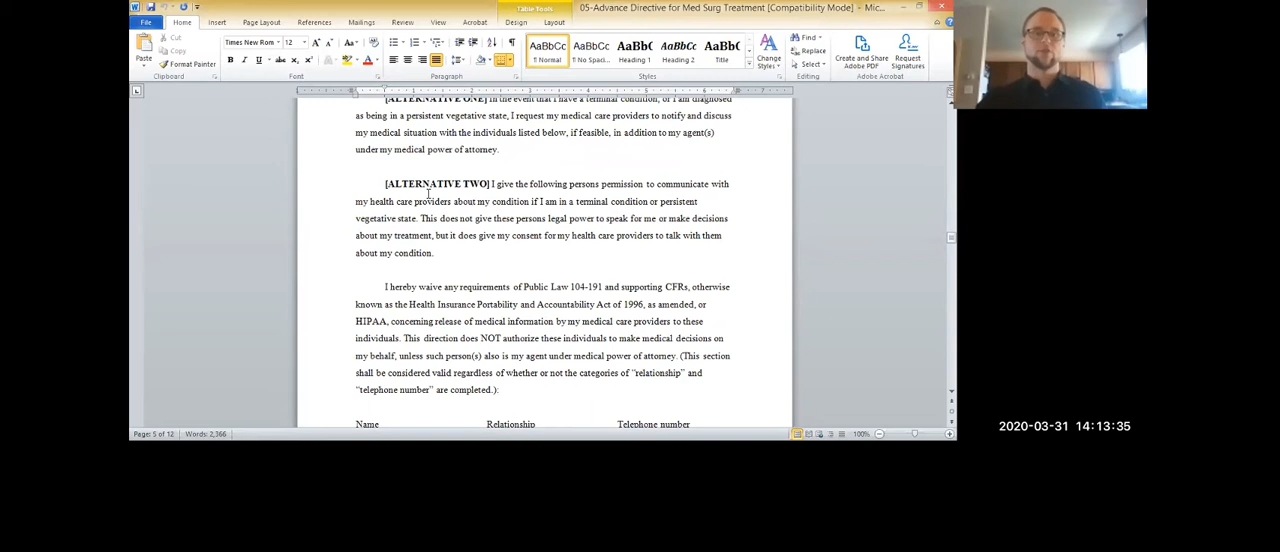 Table Tools
05-Advance Directive for Med Surg Treatment [Compatibility Mode] - Mic...
File Home Insert Page Layout References Mailings Review View Acrobat Design Layout
Cut
Copy
Format Painter
Paste
Times New Rom 12
AaBbCc AaBbCc AaBbC AaBbCc AaBbC
¶ Normal ¶ No Spaci... Heading 1 Heading 2 Title
Change Styles
Find
Replace
Select
Create and Share Adobe PDF
Request Signatures
Clipboard Font Paragraph Styles Editing Adobe Acrobat
[ALTERNATIVE ONE] In the event that I have a terminal condition, or I am diagnosed
as being in a persistent vegetative state, I request my medical care providers to notify and discuss
my medical situation with the individuals listed below, if feasible, in addition to my agent(s)
under my medical power of attorney.
[ALTERNATIVE TWO] I give the following persons permission to communicate with
my health care providers about my condition if I am in a terminal condition or persistent
vegetative state. This does not give these persons legal power to speak for me or make decisions
about my treatment, but it does give my consent for my health care providers to talk with them
about my condition.
I hereby waive any requirements of Public Law 104-191 and supporting CFRs, otherwise
known as the Health Insurance Portability and Accountability Act of 1996, as amended, or
HIPAA, concerning release of medical information by my medical care providers to these
individuals. This direction does NOT authorize these individuals to make medical decisions on
my behalf, unless such person(s) also is my agent under medical power of attorney. (This section
shall be considered valid regardless of whether or not the categories of “relationship” and
“telephone number” are completed.):
Name Relationship Telephone number
Page: 5 of 12 Words: 2,366
100%
2020-03-31 14:13:35